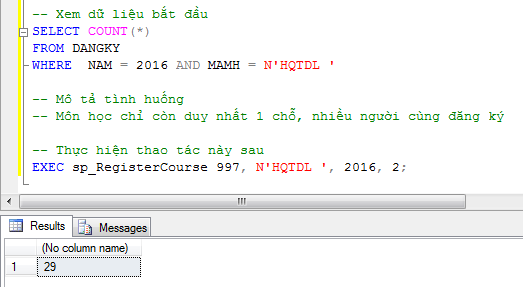 -- Xem dữ liệu bắt đầu
SELECT COUNT(*)
FROM DANGKY
WHERE  NAM = 2016 AND MAMH = N'HQTDL '
-- Mô tả tình huống
-- Môn học chỉ còn duy nhất 1 chỗ, nhiều người cùng đăng ký
-- Thực hiện thao tác này sau
EXEC sp_RegisterCourse 997, N'HQTDL ', 2016, 2;
Results Messages
(No column name)
1 29